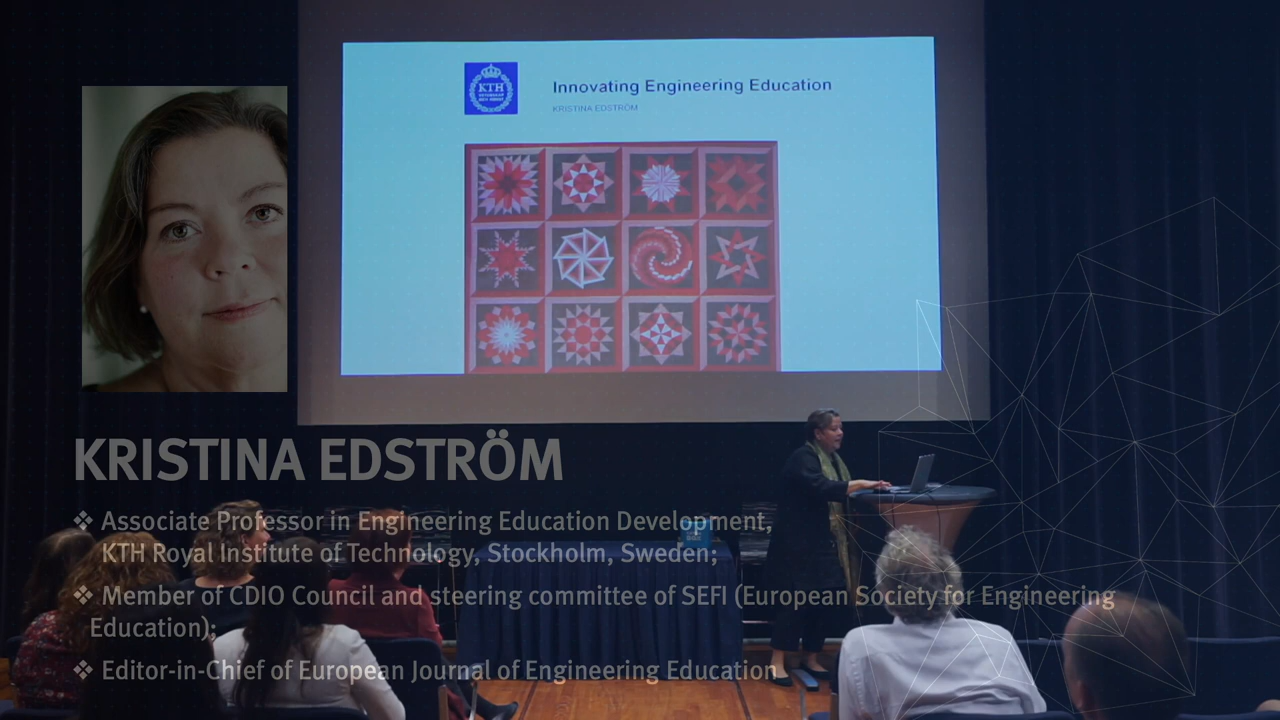 KTH
Innovating Engineering Education
KRISTINA EDSTRÖM
KRISTINA EDSTRÖM
❖ Associate Professor in Engineering Education Development,
KTH Royal Institute of Technology, Stockholm, Sweden;
❖ Member of CDIO Council and steering committee of SEFI (European Society for Engineering
Education);
❖ Editor-in-Chief of European Journal of Engineering Education